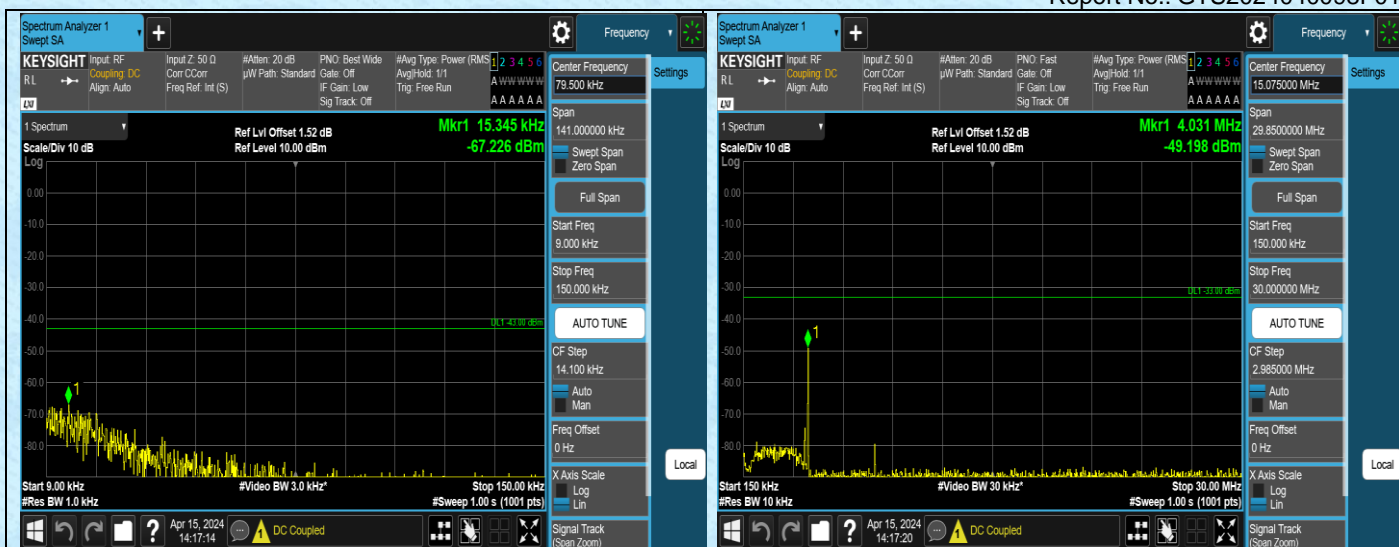 Spectrum Analyzer 1
Swept SA
+
Frequency
KEYSIGHT
RL
LXI
Input: RF
Coupling: DC
Align: Auto
Input Z: 50 Ω
Corr CCorr
Freq Ref: Int (S)
#Atten: 20 dB
µW Path: Standard
PNO: Best Wide
Gate: Off
IF Gain: Low
Sig Track: Off
#Avg Type: Power (RMS
Avg|Hold: 1/1
Trig: Free Run
1 2 3 4 5 6
A W W W W W
A A A A A A
1 Spectrum
Scale/Div 10 dB
Log
Ref Lvl Offset 1.52 dB
Ref Level 10.00 dBm
Mkr1 15.345 kHz
-67.226 dBm
0.00
-10.0
-20.0
-30.0
-40.0
-50.0
-60.0
-70.0
-80.0
DL1 -43.00 dBm
1
Start 9.00 kHz
#Res BW 1.0 kHz
#Video BW 3.0 kHz*
Stop 150.00 kHz
#Sweep 1.00 s (1001 pts)
Apr 15, 2024
14:17:14
DC Coupled
Center Frequency
79.500 kHz
Span
141.000000 kHz
Swept Span
Zero Span
Full Span
Start Freq
9.000 kHz
Stop Freq
150.000 kHz
AUTO TUNE
CF Step
14.100 kHz
Auto
Man
Freq Offset
0 Hz
X Axis Scale
Log
Lin
Signal Track
(Span Zoom)
Settings
Local
Spectrum Analyzer 1
Swept SA
+
Frequency
KEYSIGHT
RL
LXI
Input: RF
Coupling: DC
Align: Auto
Input Z: 50 Ω
Corr CCorr
Freq Ref: Int (S)
#Atten: 20 dB
µW Path: Standard
PNO: Fast
Gate: Off
IF Gain: Low
Sig Track: Off
#Avg Type: Power (RMS
Avg|Hold: 1/1
Trig: Free Run
1 2 3 4 5 6
A W W W W W
A A A A A A
1 Spectrum
Scale/Div 10 dB
Log
Ref Lvl Offset 1.52 dB
Ref Level 10.00 dBm
Mkr1 4.031 MHz
-49.198 dBm
0.00
-10.0
-20.0
-30.0
-40.0
-50.0
-60.0
-70.0
-80.0
DL1 -33.00 dBm
1
Start 150 kHz
#Res BW 10 kHz
#Video BW 30 kHz*
Stop 30.00 MHz
#Sweep 1.00 s (1001 pts)
Apr 15, 2024
14:17:20
DC Coupled
Center Frequency
15.075000 MHz
Span
29.8500000 MHz
Swept Span
Zero Span
Full Span
Start Freq
150.000 kHz
Stop Freq
30.000000 MHz
AUTO TUNE
CF Step
2.985000 MHz
Auto
Man
Freq Offset
0 Hz
X Axis Scale
Log
Lin
Signal Track
(Span Zoom)
Settings
Local